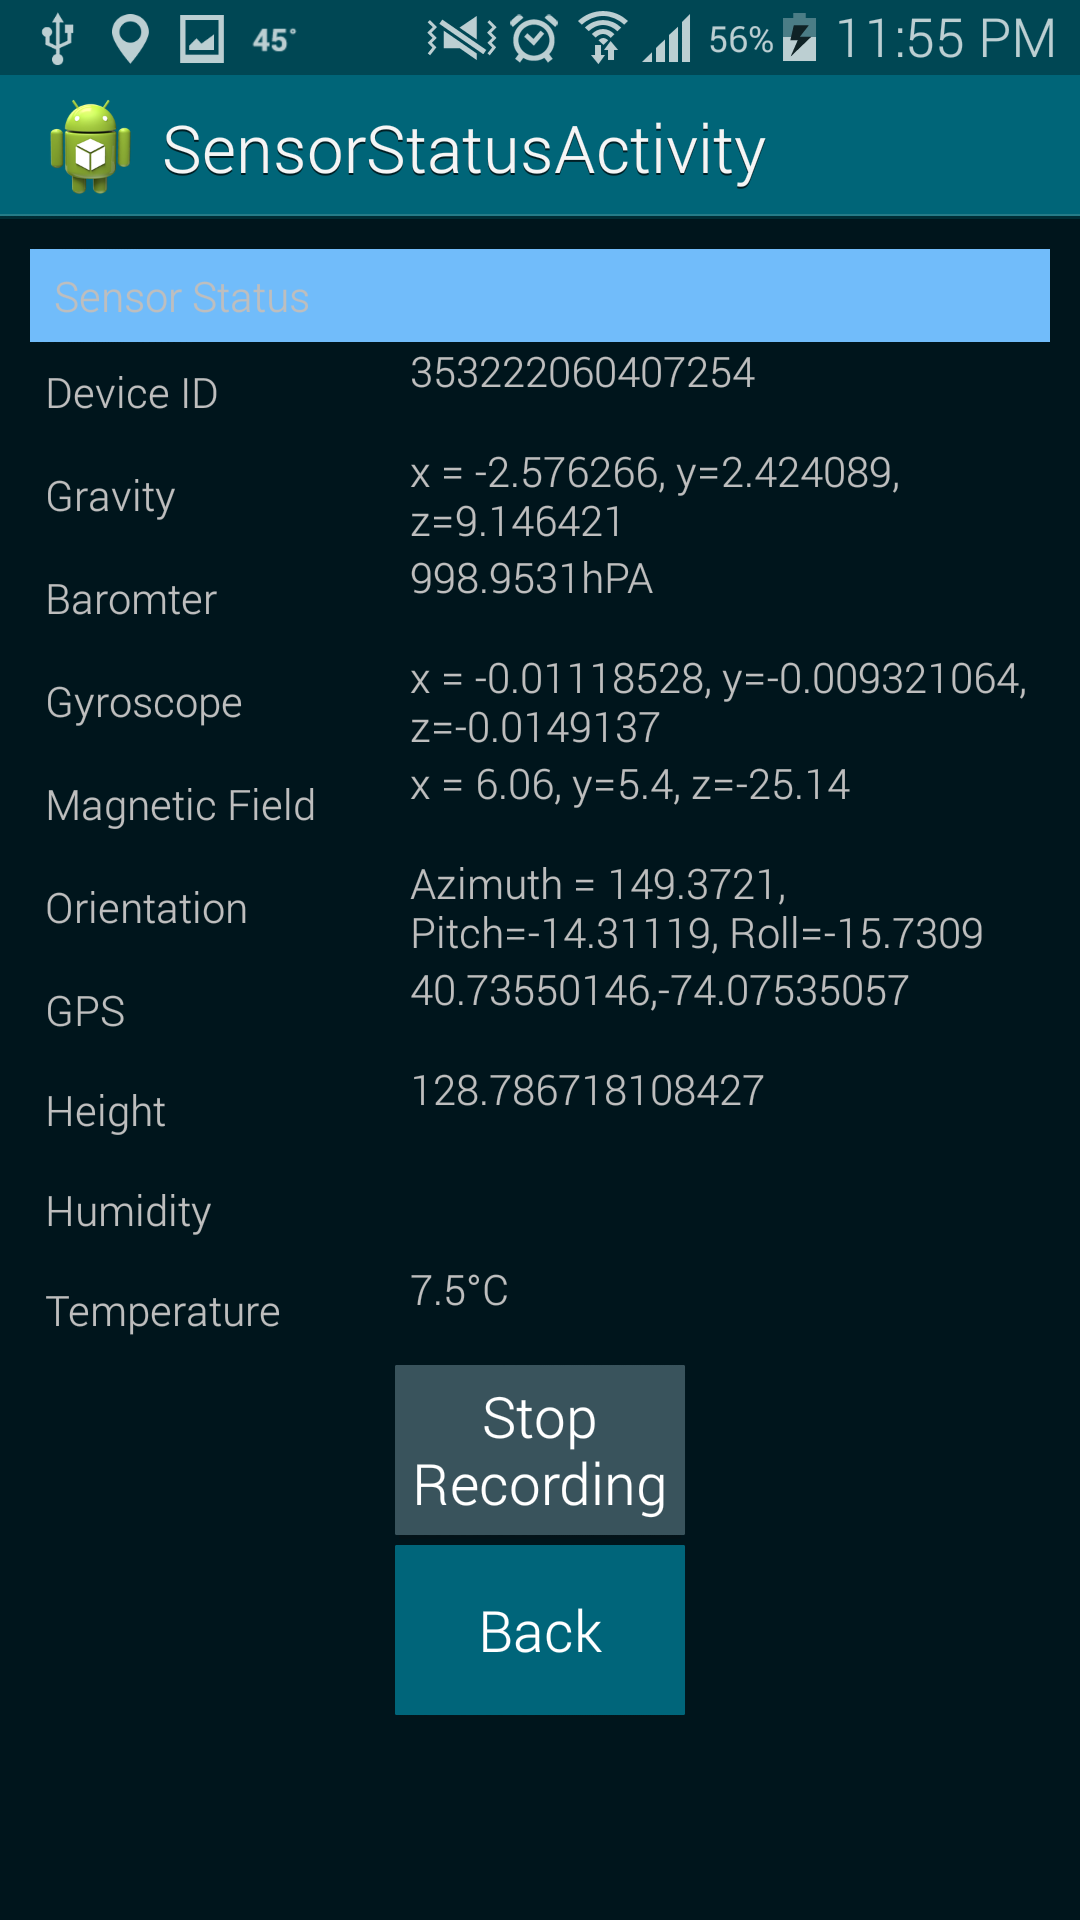 45°
56%
11:55 PM
SensorStatusActivity
Sensor Status
Device ID
353222060407254
Gravity
x = -2.576266, y=2.424089,
z=9.146421
Baromter
998.9531hPA
Gyroscope
x = -0.01118528, y=-0.009321064,
z=-0.0149137
Magnetic Field
x = 6.06, y=5.4, z=-25.14
Orientation
Azimuth = 149.3721,
Pitch=-14.31119, Roll=-15.7309
GPS
40.73550146,-74.07535057
Height
128.786718108427
Humidity
Temperature
7.5°C
Stop
Recording
Back